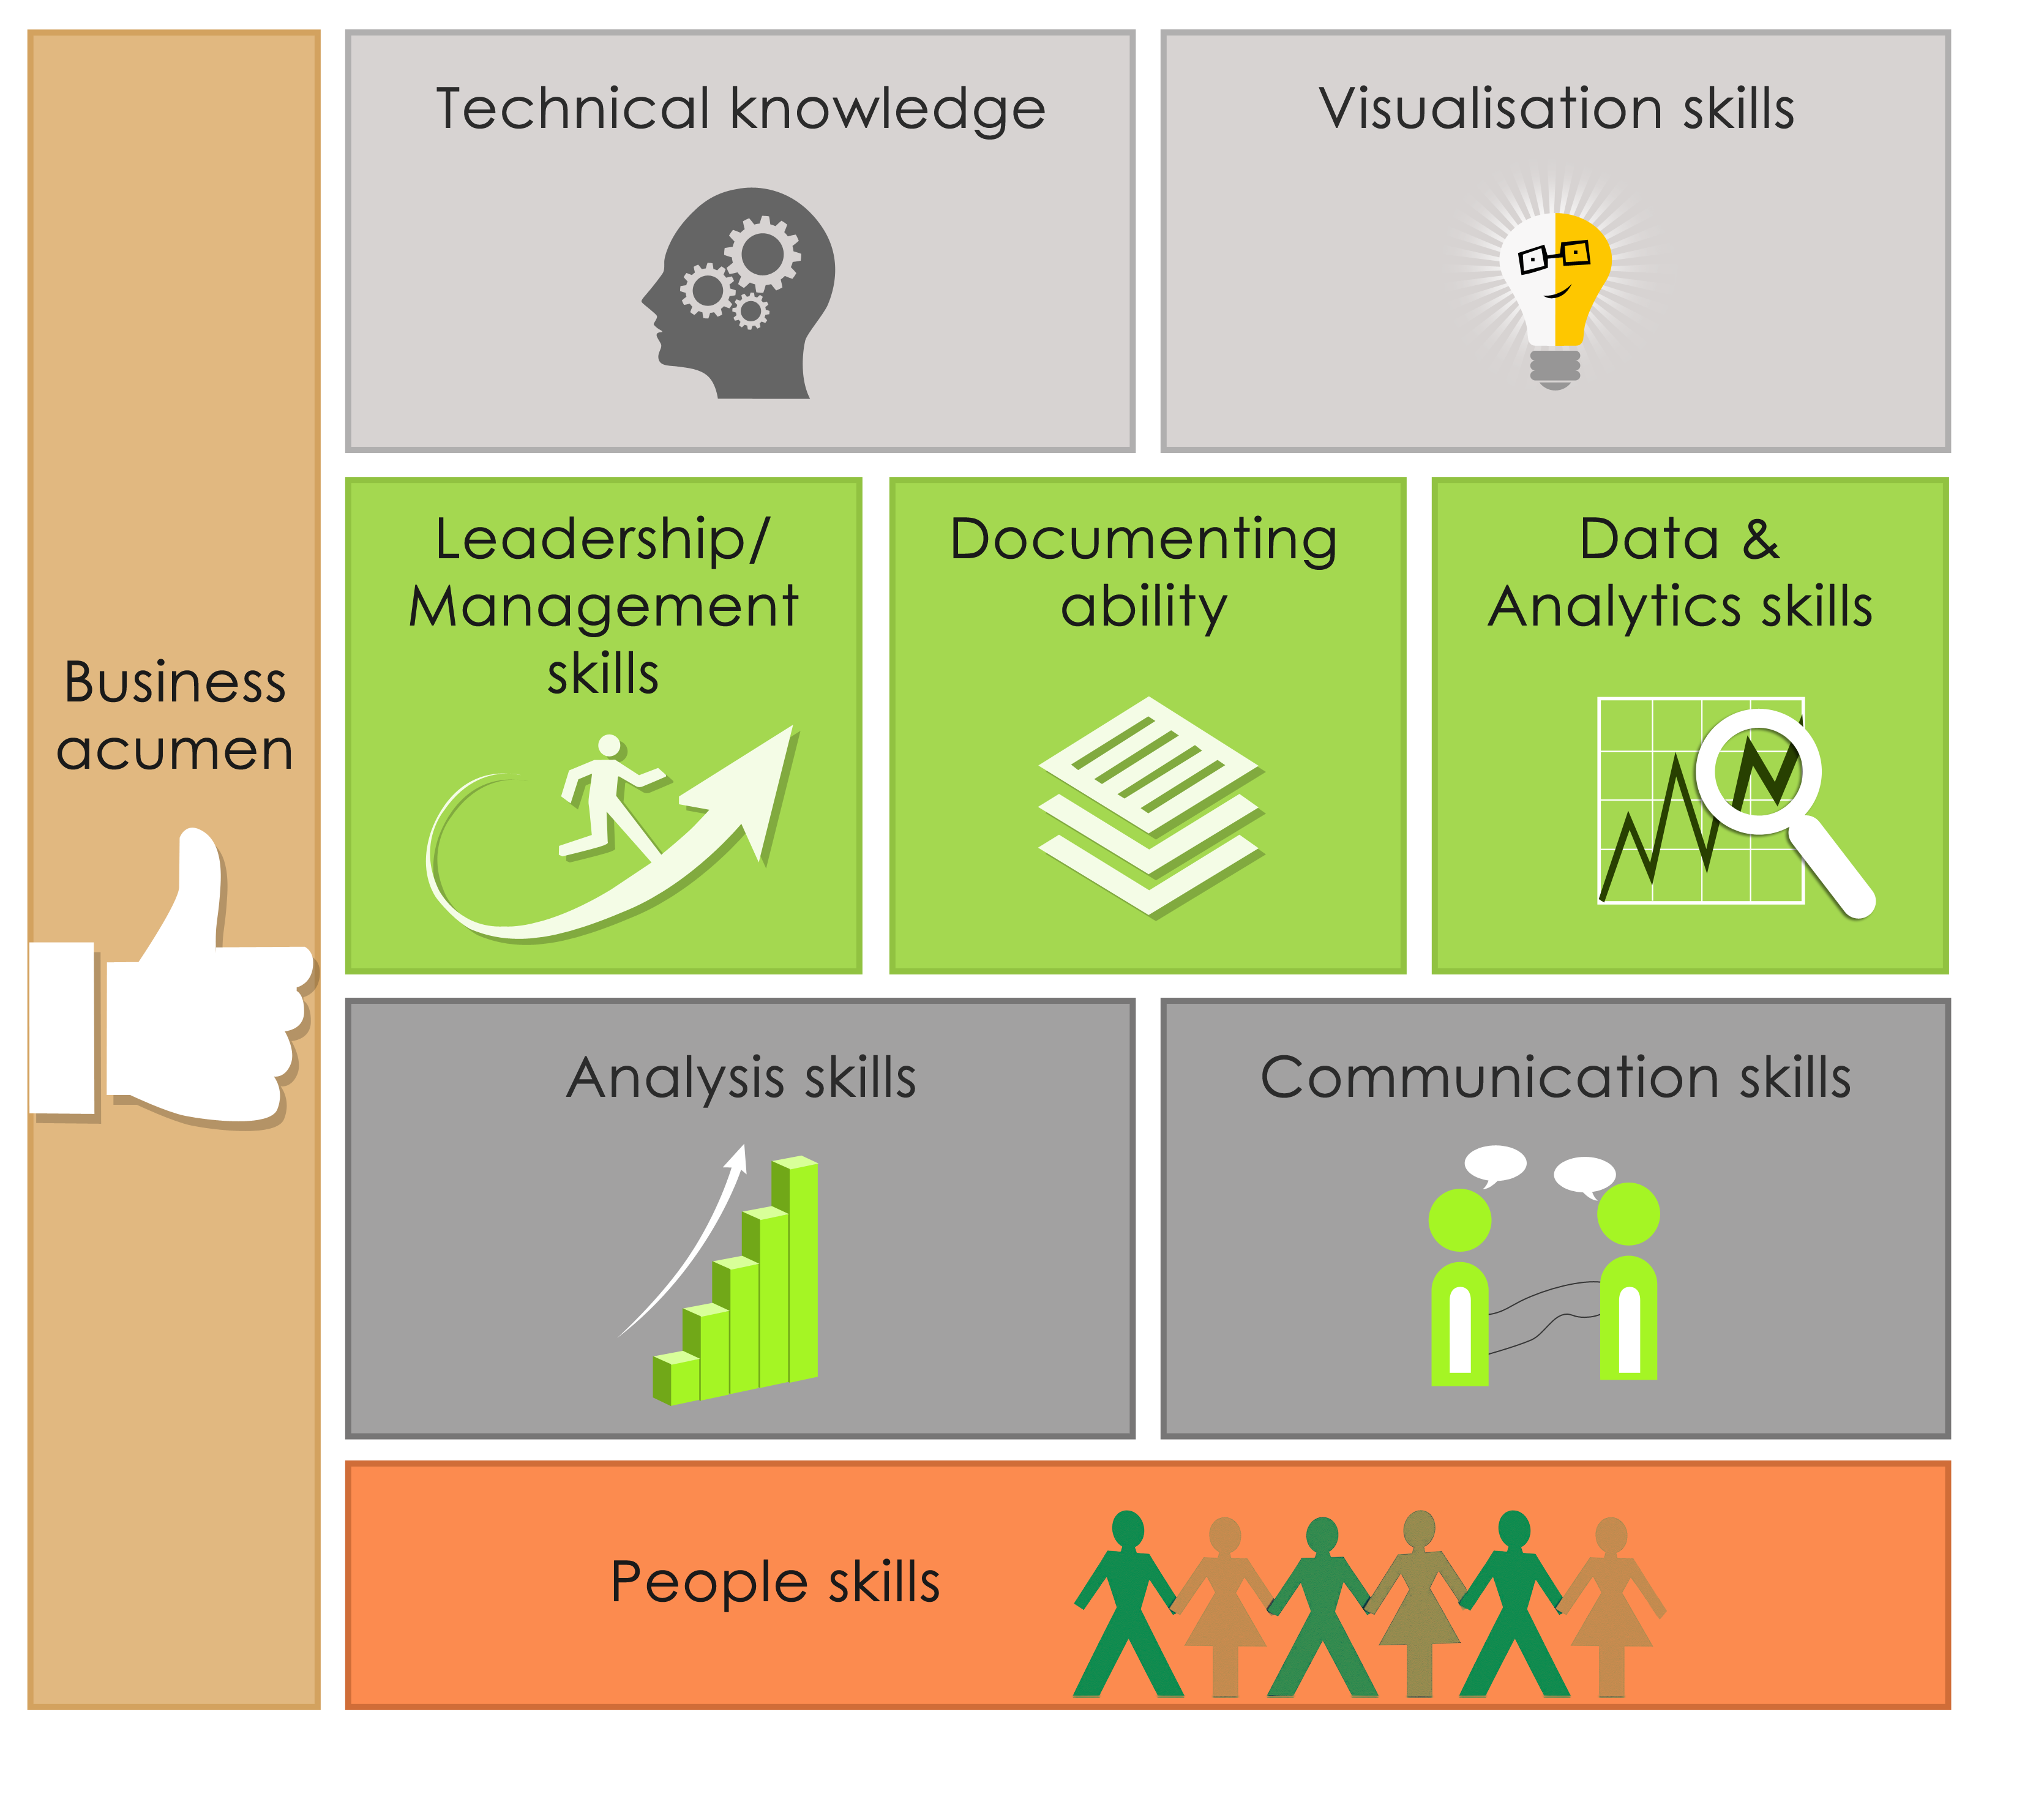 Business
acumen
Technical knowledge
Visualisation skills
Leadership/
Management
skills
Documenting
ability
Data &
Analytics skills
Analysis skills
Communication skills
People skills